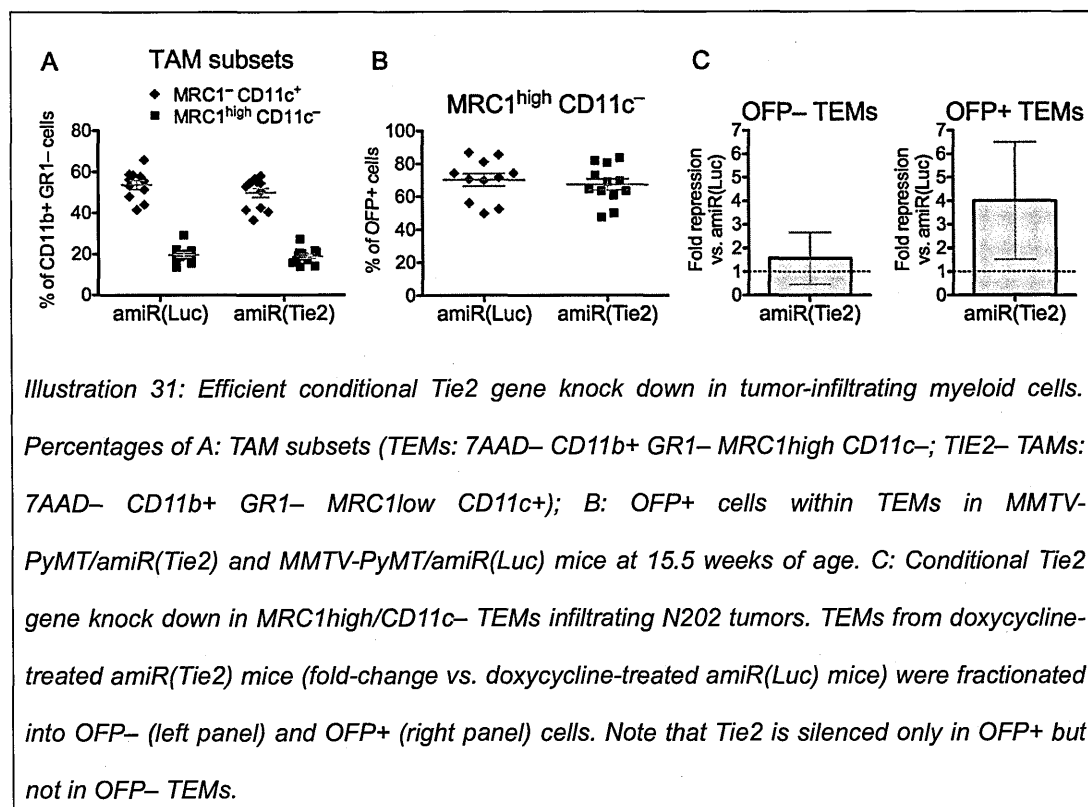 A
TAM subsets
MRC1⁻ CD11c⁺
MRC1ʰⁱᵍʰ CD11c⁻
% of CD11b+ GR1– cells
80
60
40
20
0
amiR(Luc)
amiR(Tie2)
B
MRC1ʰⁱᵍʰ CD11c⁻
% of OFP+ cells
100
80
60
40
20
0
amiR(Luc)
amiR(Tie2)
C
OFP– TEMs
Fold repression
vs. amiR(Luc)
7
6
5
4
3
2
1
0
amiR(Tie2)
OFP+ TEMs
Fold repression
vs. amiR(Luc)
7
6
5
4
3
2
1
0
amiR(Tie2)
Illustration 31: Efficient conditional Tie2 gene knock down in tumor-infiltrating myeloid cells.
Percentages of A: TAM subsets (TEMs: 7AAD– CD11b+ GR1– MRC1high CD11c–; TIE2– TAMs:
7AAD– CD11b+ GR1– MRC1low CD11c+); B: OFP+ cells within TEMs in MMTV-
PyMT/amiR(Tie2) and MMTV-PyMT/amiR(Luc) mice at 15.5 weeks of age. C: Conditional Tie2
gene knock down in MRC1high/CD11c– TEMs infiltrating N202 tumors. TEMs from doxycycline-
treated amiR(Tie2) mice (fold-change vs. doxycycline-treated amiR(Luc) mice) were fractionated
into OFP– (left panel) and OFP+ (right panel) cells. Note that Tie2 is silenced only in OFP+ but
not in OFP– TEMs.